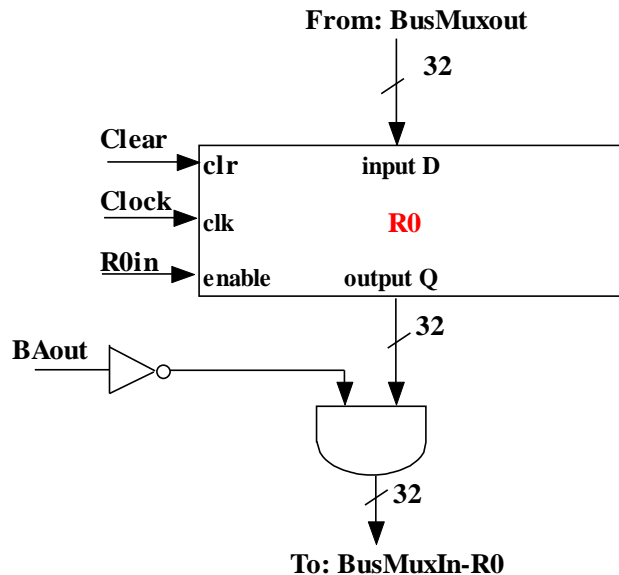 From: BusMuxout
32
Clear
clr
input D
Clock
clk
R0
R0in
enable
output Q
32
BAout
32
To: BusMuxIn-R0